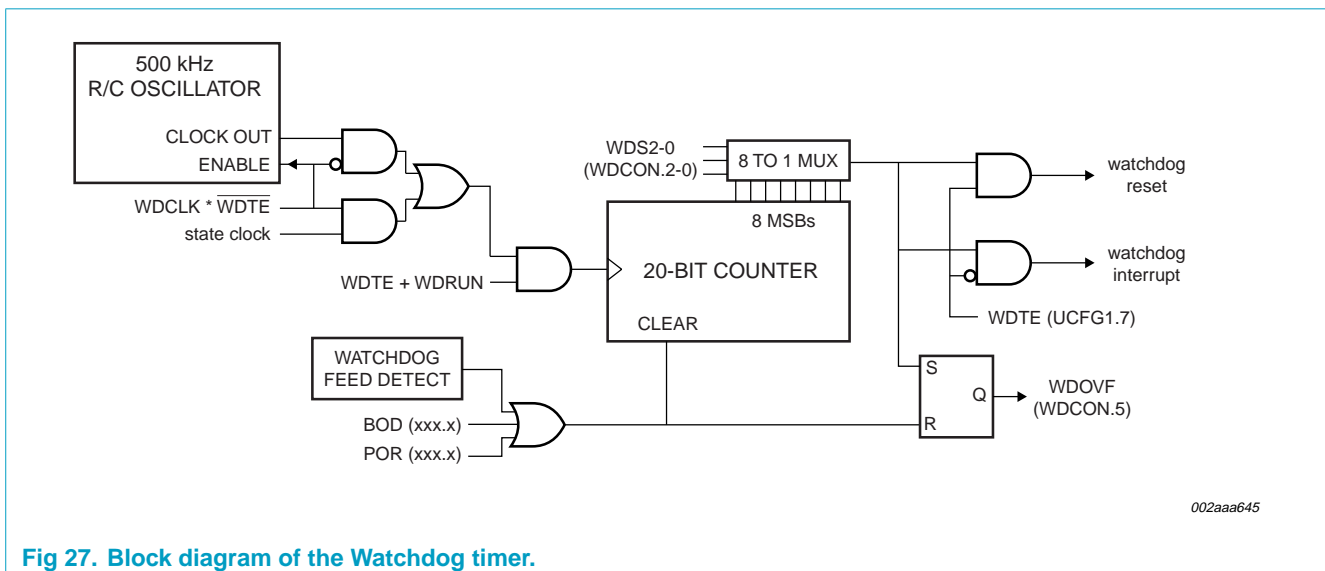 500 kHz
R/C OSCILLATOR
CLOCK OUT
ENABLE
WDCLK * W̅D̅T̅E̅
state clock
WDTE + WDRUN
WDS2-0
(WDCON.2-0)
8 TO 1 MUX
8 MSBs
20-BIT COUNTER
CLEAR
watchdog
reset
watchdog
interrupt
WDTE (UCFG1.7)
WATCHDOG
FEED DETECT
BOD (xxx.x)
POR (xxx.x)
S
Q
R
WDOVF
(WDCON.5)
002aaa645
Fig 27. Block diagram of the Watchdog timer.